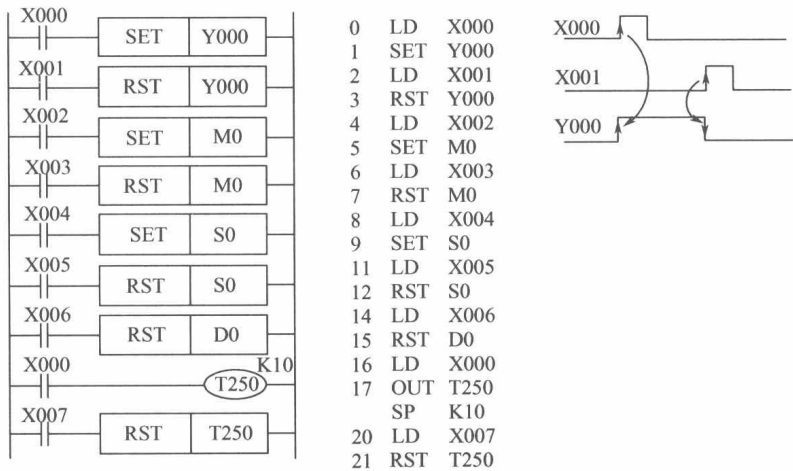 X000
SET Y000
X001
RST Y000
X002
SET M0
X003
RST M0
X004
SET S0
X005
RST S0
X006
RST D0
X000 K10
T250
X007
RST T250
0 LD X000
1 SET Y000
2 LD X001
3 RST Y000
4 LD X002
5 SET M0
6 LD X003
7 RST M0
8 LD X004
9 SET S0
11 LD X005
12 RST S0
14 LD X006
15 RST D0
16 LD X000
17 OUT T250
SP K10
20 LD X007
21 RST T250
X000
X001
Y000